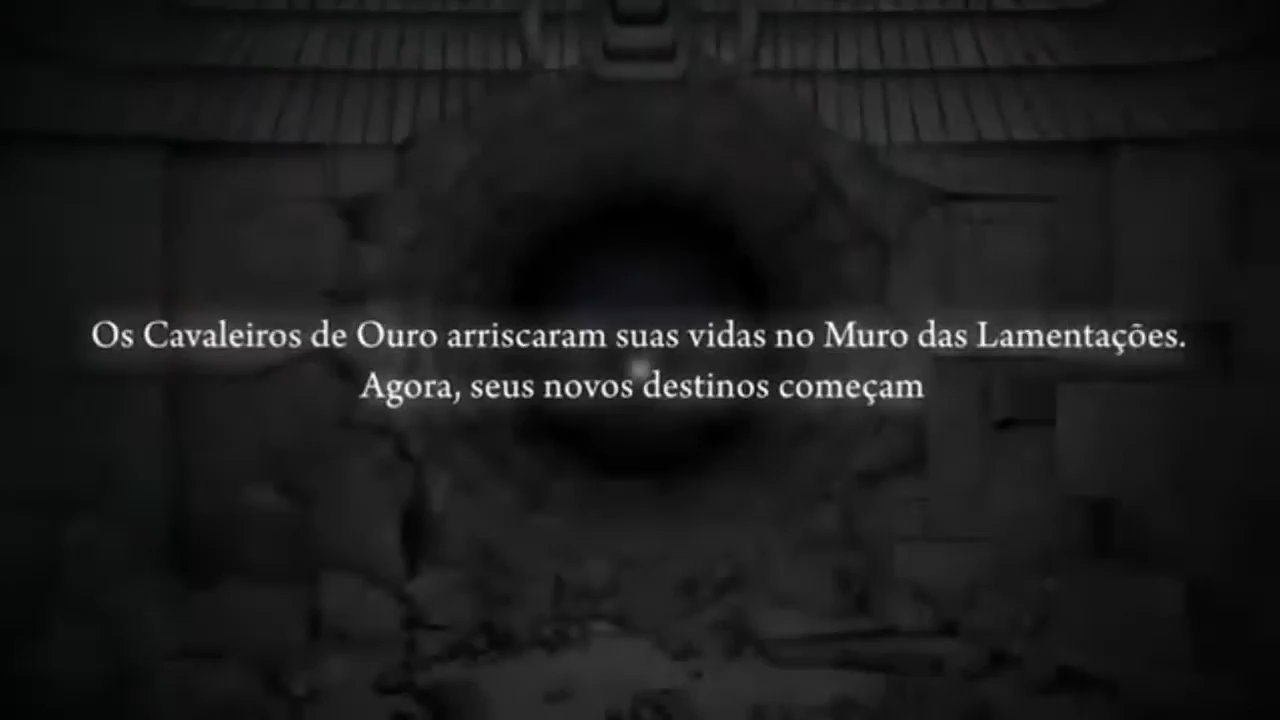 Os Cavaleiros de Ouro arriscaram suas vidas no Muro das Lamentações.
Agora, seus novos destinos começam